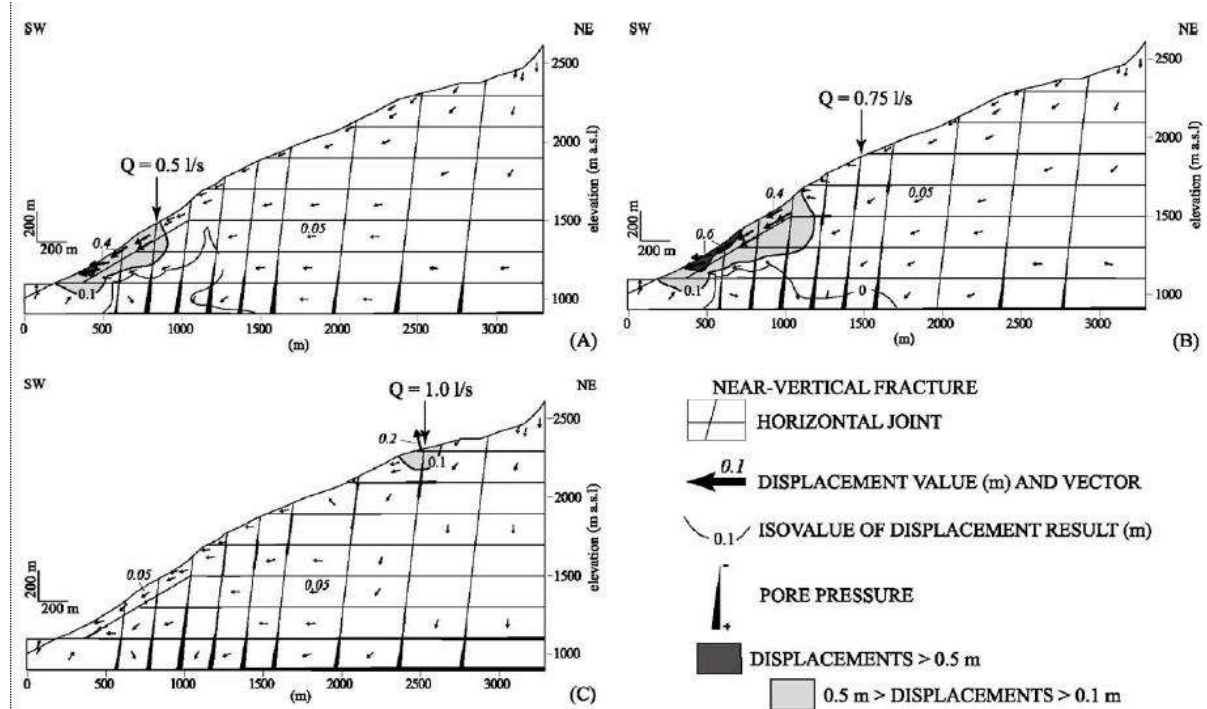 SW
NE
Q = 0.5 l/s
0.4
0.05
0.1
200 m
200 m
2500
2000
1500
1000
elevation (m a.s.l)
0 500 1000 1500 2000 2500 3000
(m)
(A)
SW
NE
Q = 0.75 l/s
0.4
0.6
0.05
0.1
0
200 m
200 m
2500
2000
1500
1000
elevation (m a.s.l)
0 500 1000 1500 2000 2500 3000
(m)
(B)
SW
NE
Q = 1.0 l/s
0.2
0.1
0.05
0.05
200 m
200 m
2500
2000
1500
1000
elevation (m a.s.l)
0 500 1000 1500 2000 2500 3000
(m)
(C)
NEAR-VERTICAL FRACTURE
HORIZONTAL JOINT
0.1
DISPLACEMENT VALUE (m) AND VECTOR
0.1
ISOVALUE OF DISPLACEMENT RESULT (m)
-
PORE PRESSURE
+
DISPLACEMENTS > 0.5 m
0.5 m > DISPLACEMENTS > 0.1 m